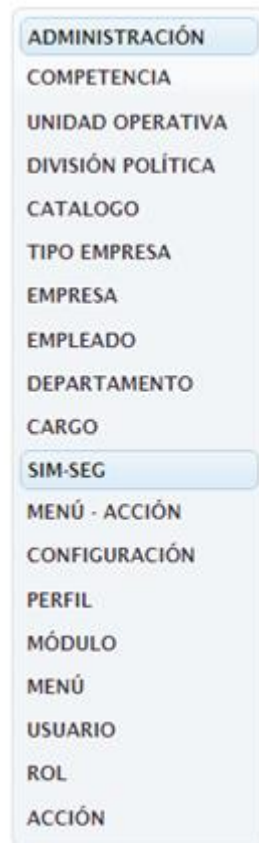 ADMINISTRACIÓN
COMPETENCIA
UNIDAD OPERATIVA
DIVISIÓN POLÍTICA
CATALOGO
TIPO EMPRESA
EMPRESA
EMPLEADO
DEPARTAMENTO
CARGO
SIM-SEG
MENÚ - ACCIÓN
CONFIGURACIÓN
PERFIL
MÓDULO
MENÚ
USUARIO
ROL
ACCIÓN